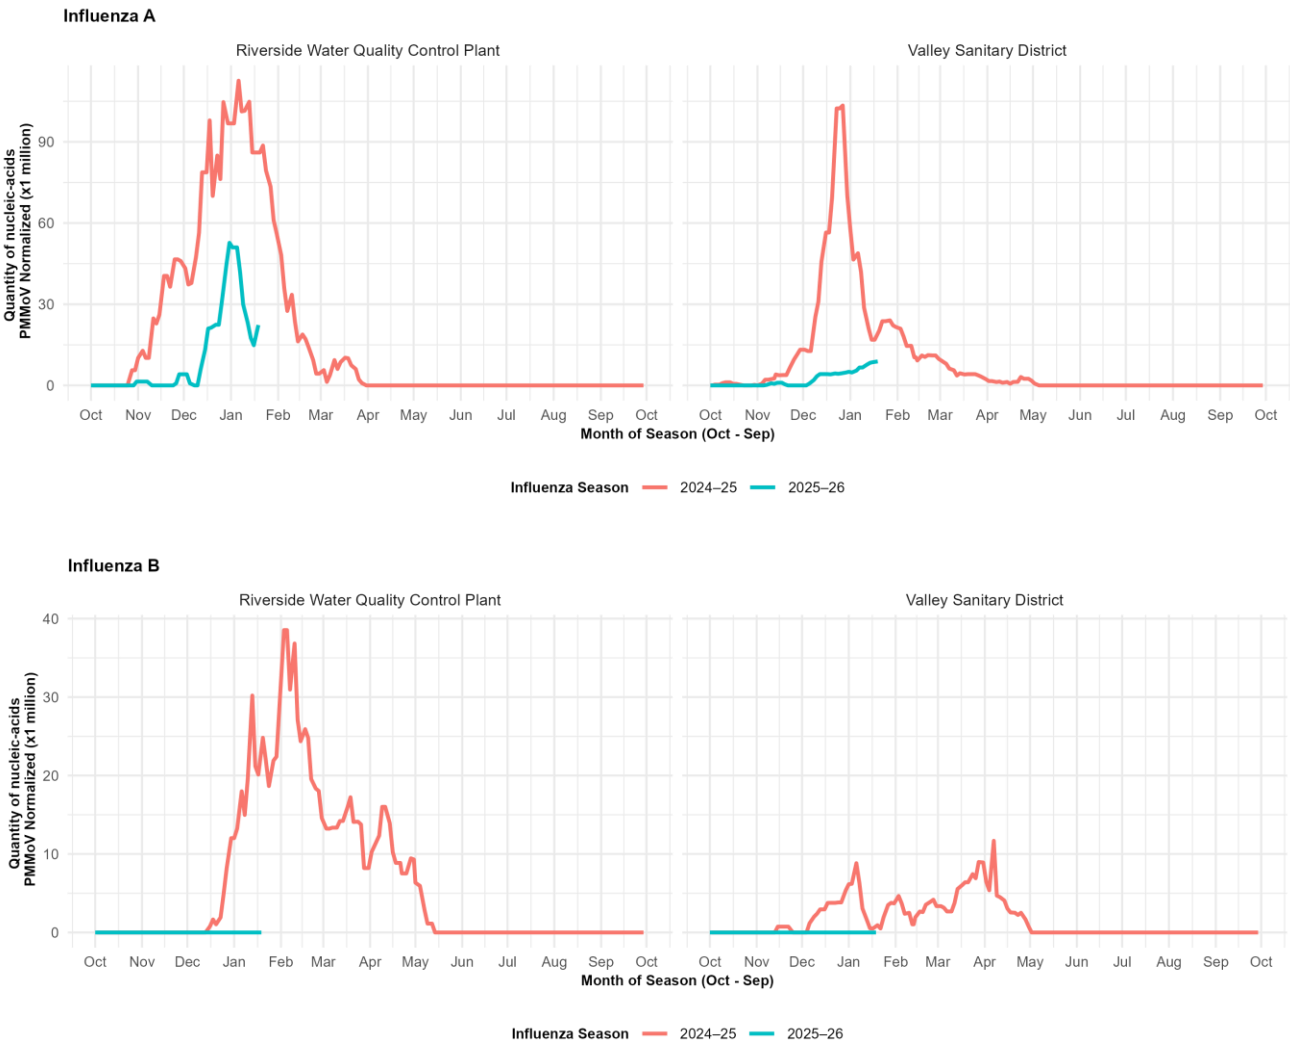 Influenza A
Riverside Water Quality Control Plant
Valley Sanitary District
Quantity of nucleic-acids
PMMoV Normalized (x1 million)
90
60
30
0
Oct Nov Dec Jan Feb Mar Apr May Jun Jul Aug Sep Oct
Oct Nov Dec Jan Feb Mar Apr May Jun Jul Aug Sep Oct
Month of Season (Oct - Sep)
Influenza Season 2024–25 2025–26
Influenza B
Riverside Water Quality Control Plant
Valley Sanitary District
Quantity of nucleic-acids
PMMoV Normalized (x1 million)
40
30
20
10
0
Oct Nov Dec Jan Feb Mar Apr May Jun Jul Aug Sep Oct
Oct Nov Dec Jan Feb Mar Apr May Jun Jul Aug Sep Oct
Month of Season (Oct - Sep)
Influenza Season 2024–25 2025–26